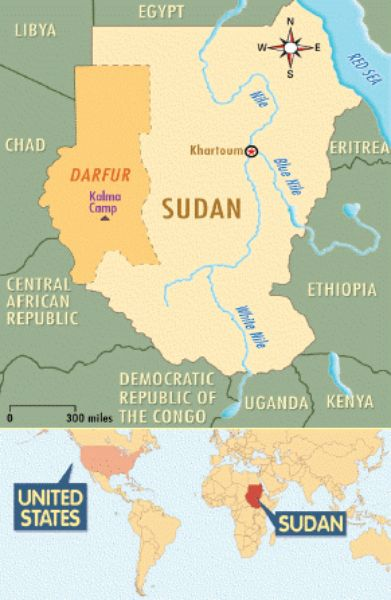 EGYPT
LIBYA
N
W
E
S
RED SEA
Nile
CHAD
Khartoum
ERITREA
DARFUR
Blue Nile
Kalma
Camp
SUDAN
CENTRAL
AFRICAN
REPUBLIC
ETHIOPIA
White Nile
DEMOCRATIC
REPUBLIC OF
THE CONGO
UGANDA
KENYA
0
300 miles
UNITED
STATES
SUDAN